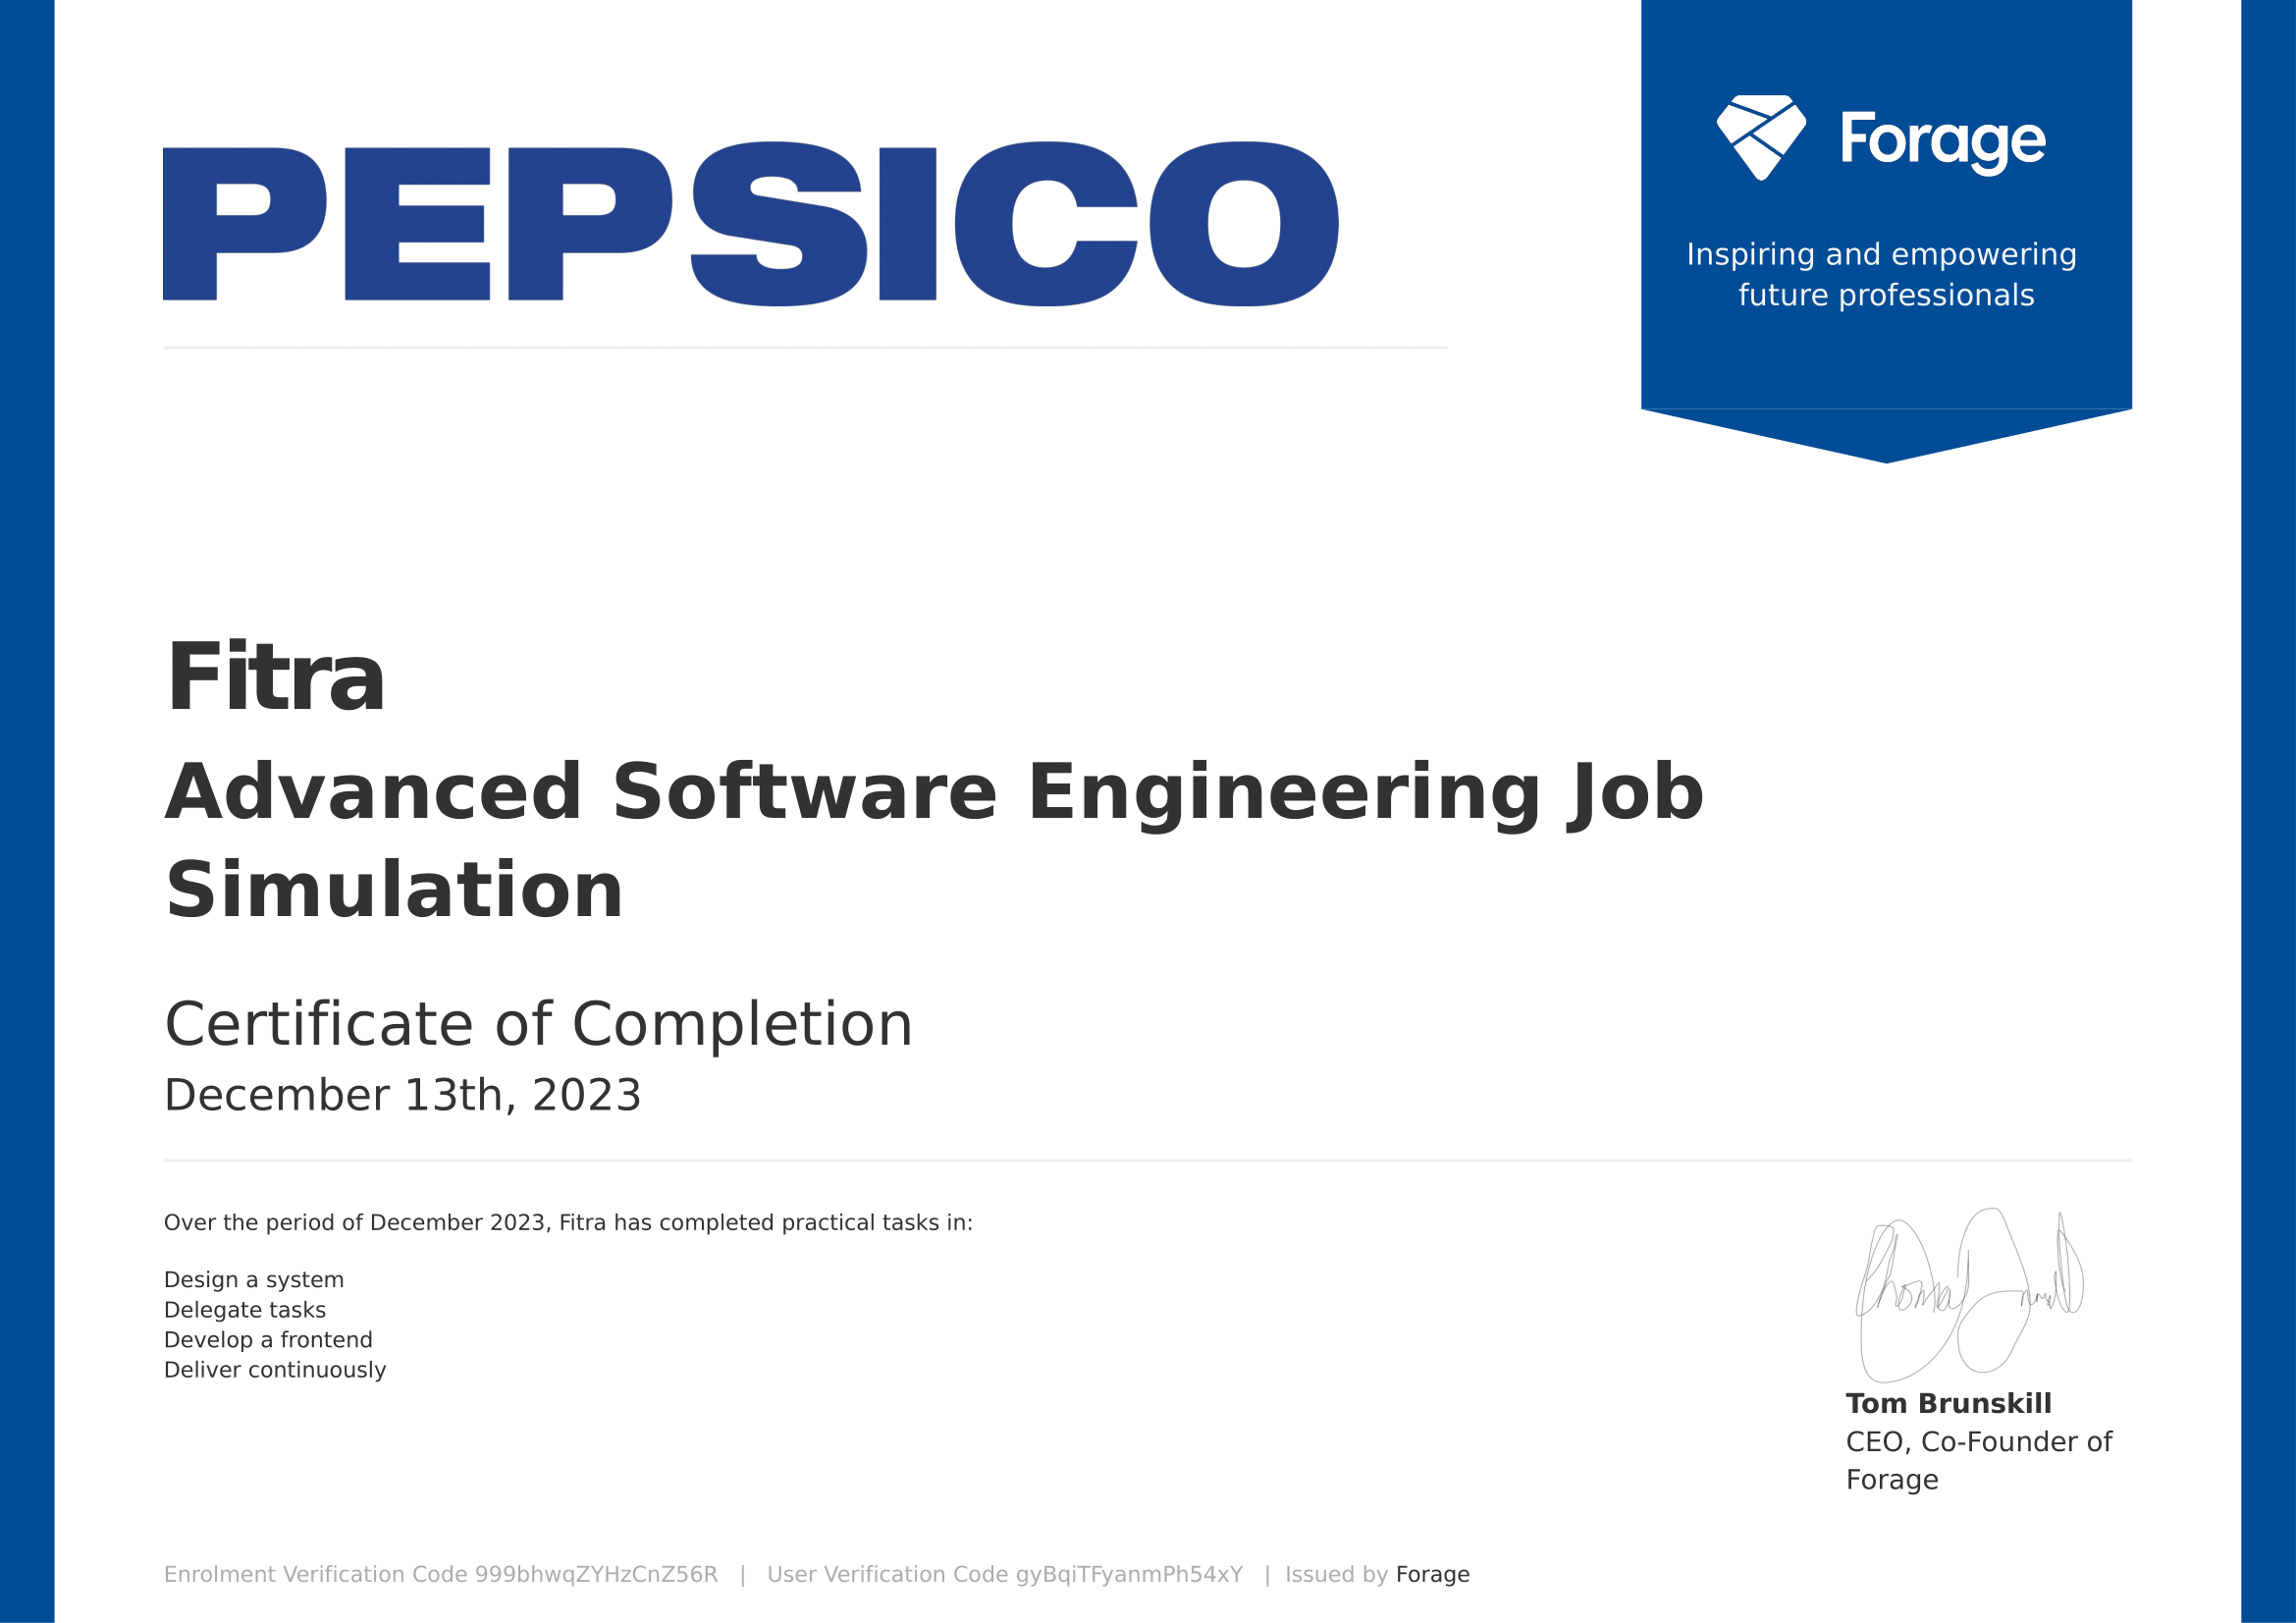 PEPSICO
Forage
Inspiring and empowering
future professionals
Fitra
Advanced Software Engineering Job
Simulation
Certificate of Completion
December 13th, 2023
Over the period of December 2023, Fitra has completed practical tasks in:
Design a system
Delegate tasks
Develop a frontend
Deliver continuously
Tom Brunskill
CEO, Co-Founder of
Forage
Enrolment Verification Code 999bhwqZYHzCnZ56R | User Verification Code gyBqiTFyanmPh54xY | Issued by Forage